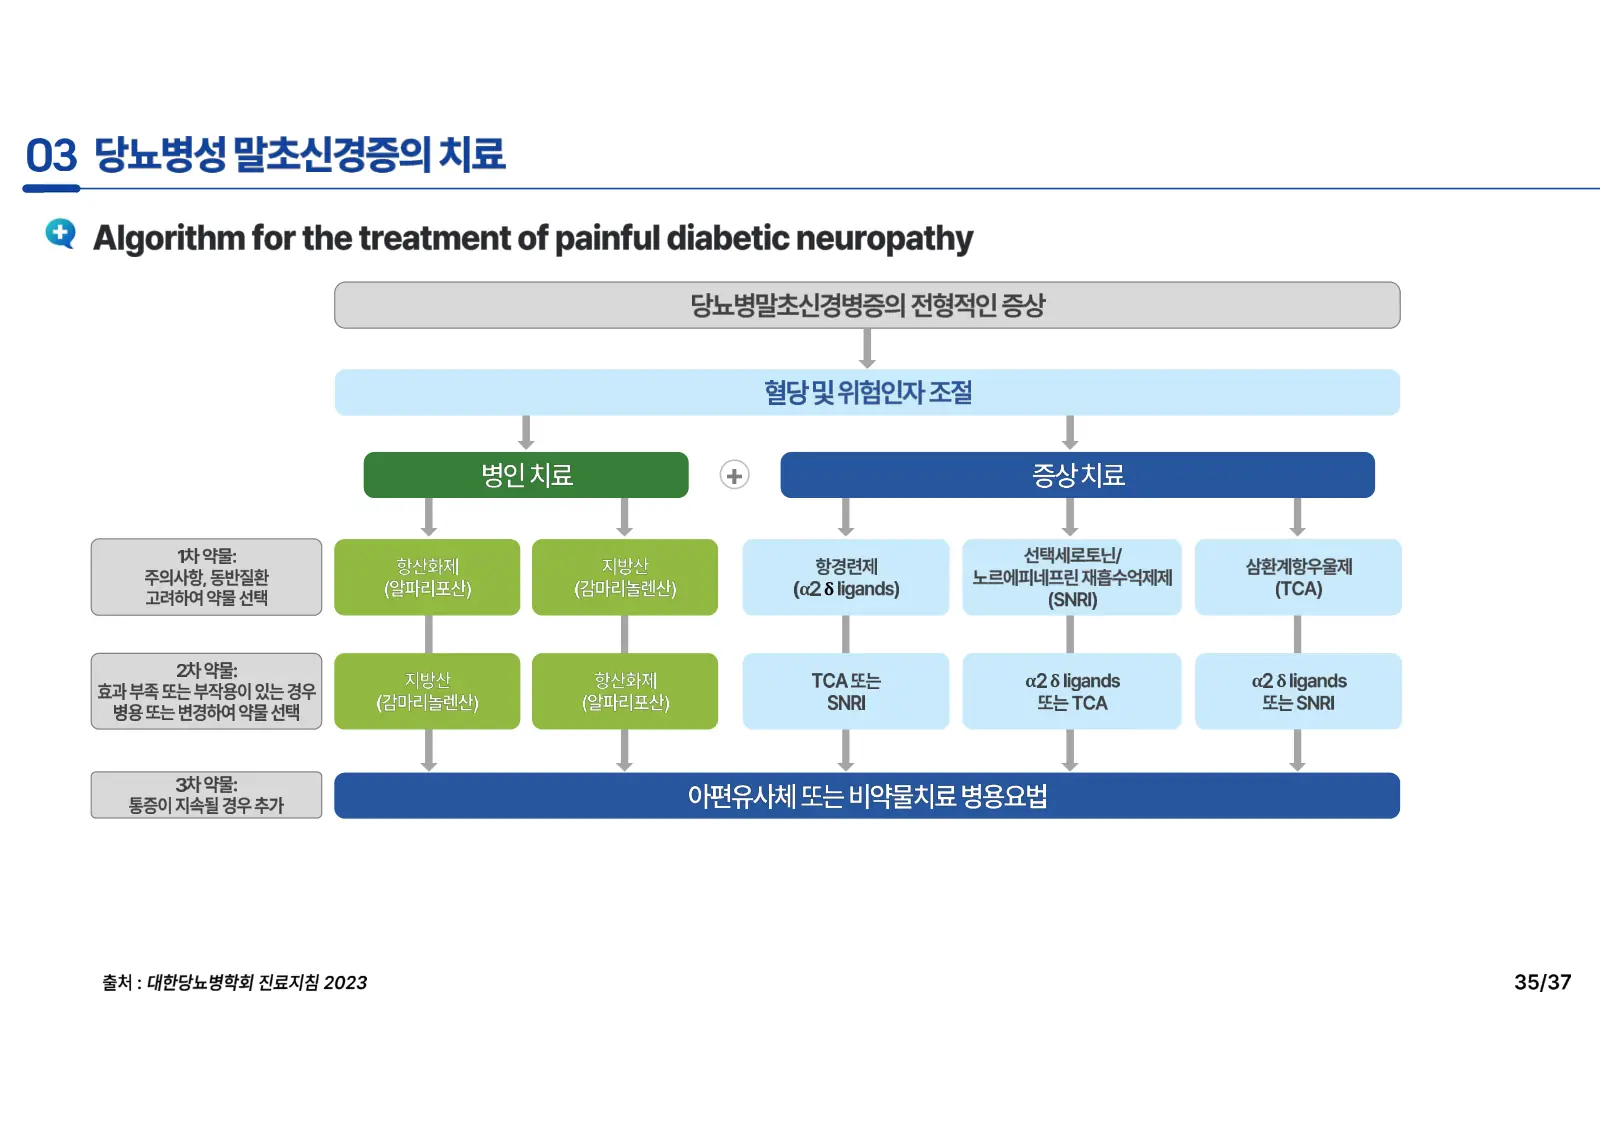 03 당뇨병성 말초신경증의 치료
Algorithm for the treatment of painful diabetic neuropathy
당뇨병말초신경병증의 전형적인 증상
혈당 및 위험인자 조절
병인 치료
증상 치료
1차 약물:
주의사항, 동반질환
고려하여 약물 선택
항산화제
(알파리포산)
지방산
(감마리놀렌산)
항경련제
(α2 δ ligands)
선택세로토닌/
노르에피네프린 재흡수억제제
(SNRI)
삼환계항우울제
(TCA)
2차 약물:
효과 부족 또는 부작용이 있는 경우
병용 또는 변경하여 약물 선택
지방산
(감마리놀렌산)
항산화제
(알파리포산)
TCA 또는
SNRI
α2 δ ligands
또는 TCA
α2 δ ligands
또는 SNRI
3차 약물:
통증이 지속될 경우 추가
아편유사체 또는 비약물치료 병용요법
출처 : 대한당뇨병학회 진료지침 2023
35/37